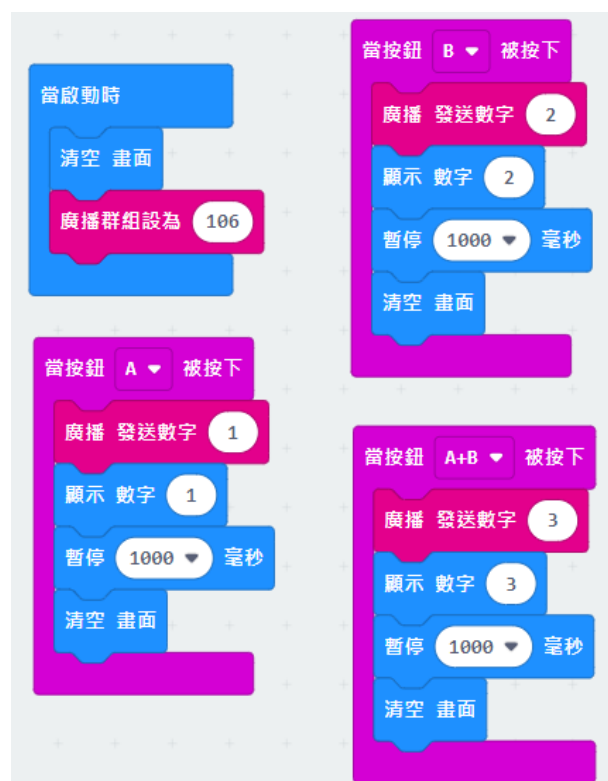 當啟動時
清空 畫面
廣播群組設為 106
當按鈕 A 被按下
廣播 發送數字 1
顯示 數字 1
暫停 1000 毫秒
清空 畫面
當按鈕 B 被按下
廣播 發送數字 2
顯示 數字 2
暫停 1000 毫秒
清空 畫面
當按鈕 A+B 被按下
廣播 發送數字 3
顯示 數字 3
暫停 1000 毫秒
清空 畫面